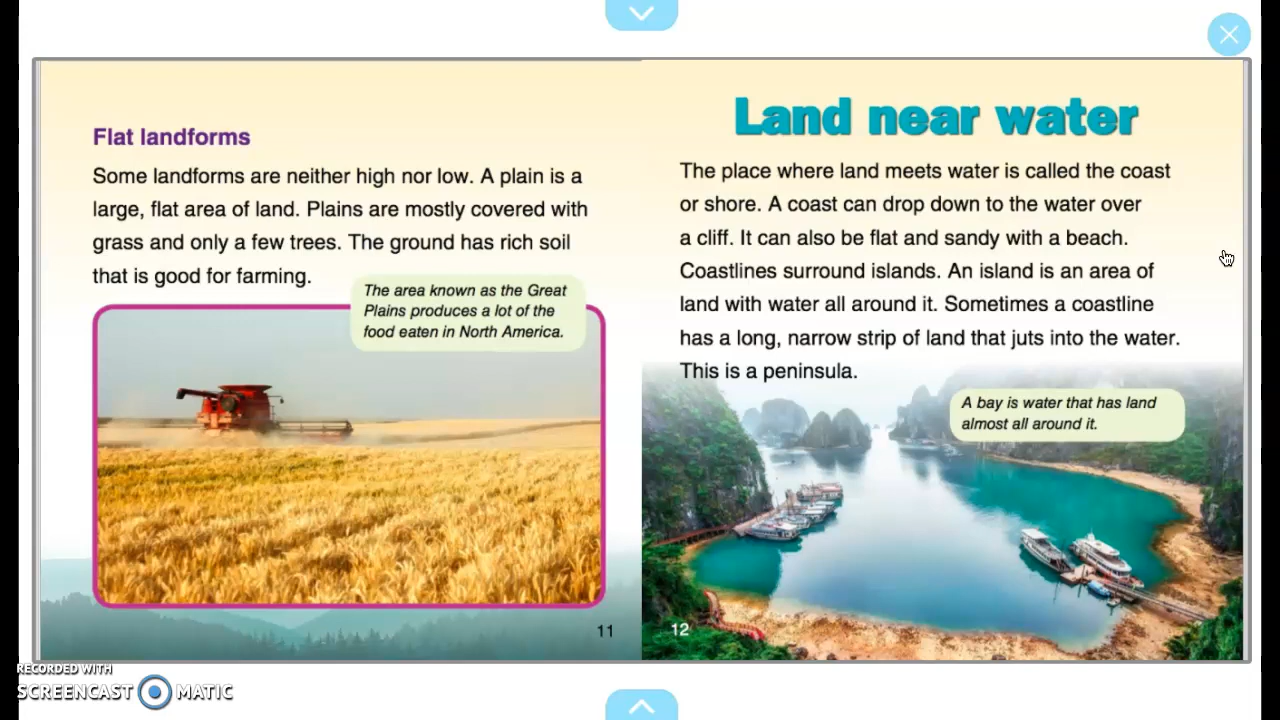 Flat landforms
Some landforms are neither high nor low. A plain is a
large, flat area of land. Plains are mostly covered with
grass and only a few trees. The ground has rich soil
that is good for farming.
The area known as the Great
Plains produces a lot of the
food eaten in North America.
11
Land near water
The place where land meets water is called the coast
or shore. A coast can drop down to the water over
a cliff. It can also be flat and sandy with a beach.
Coastlines surround islands. An island is an area of
land with water all around it. Sometimes a coastline
has a long, narrow strip of land that juts into the water.
This is a peninsula.
A bay is water that has land
almost all around it.
12
RECORDED WITH
SCREENCAST MATIC